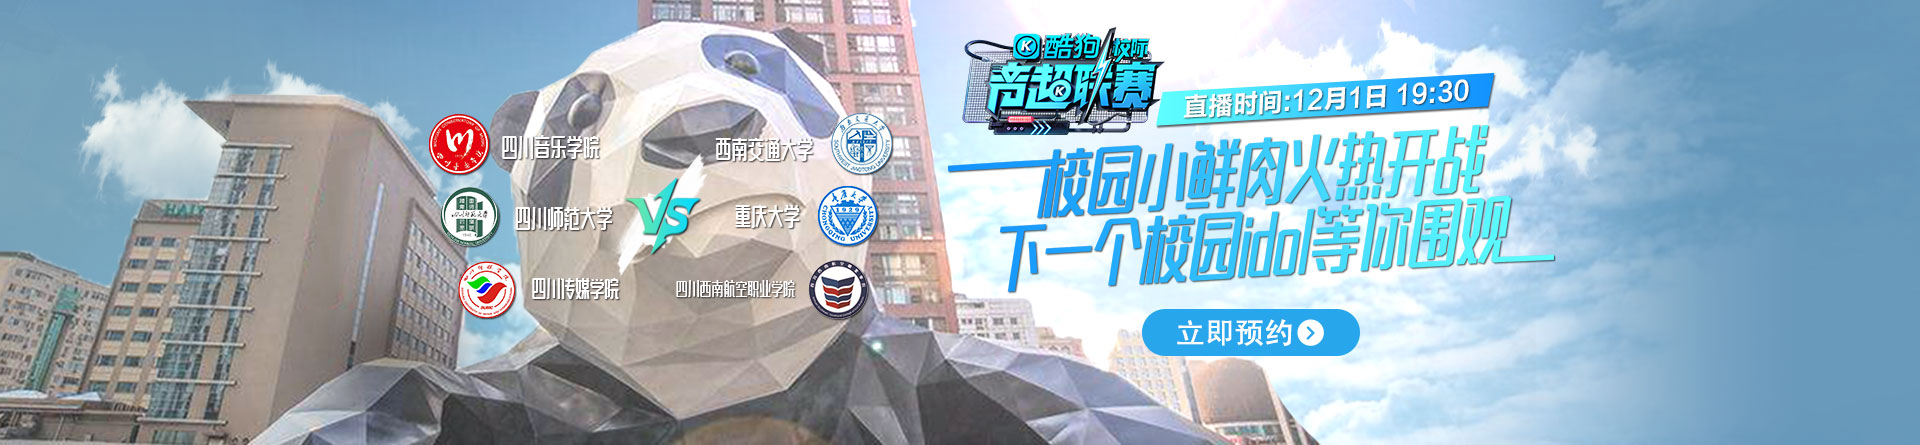 酷狗 校际
音超联赛
直播时间:12月1日 19:30
校园小鲜肉火热开战
下一个校园idol等你围观
立即预约
四川音乐学院
西南交通大学
四川师范大学
VS
重庆大学
四川传媒学院
四川西南航空职业学院